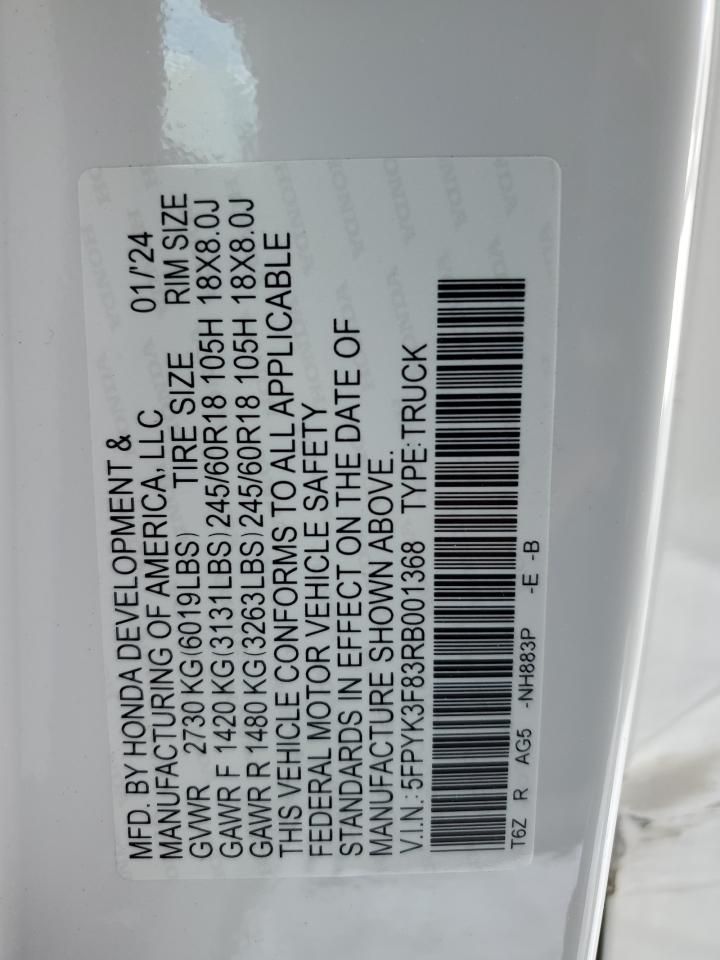 MFD. BY HONDA DEVELOPMENT &
MANUFACTURING OF AMERICA, LLC 01/'24
GVWR 2730 KG(6019LBS) TIRE SIZE RIM SIZE
GAWR F 1420 KG(3131LBS) 245/60R18 105H 18X8.0J
GAWR R 1480 KG(3263LBS) 245/60R18 105H 18X8.0J
THIS VEHICLE CONFORMS TO ALL APPLICABLE
FEDERAL MOTOR VEHICLE SAFETY
STANDARDS IN EFFECT ON THE DATE OF
MANUFACTURE SHOWN ABOVE.
V.I.N.: 5FPYK3F83RB001368 TYPE: TRUCK
T6Z R AG5 -NH883P -E -B